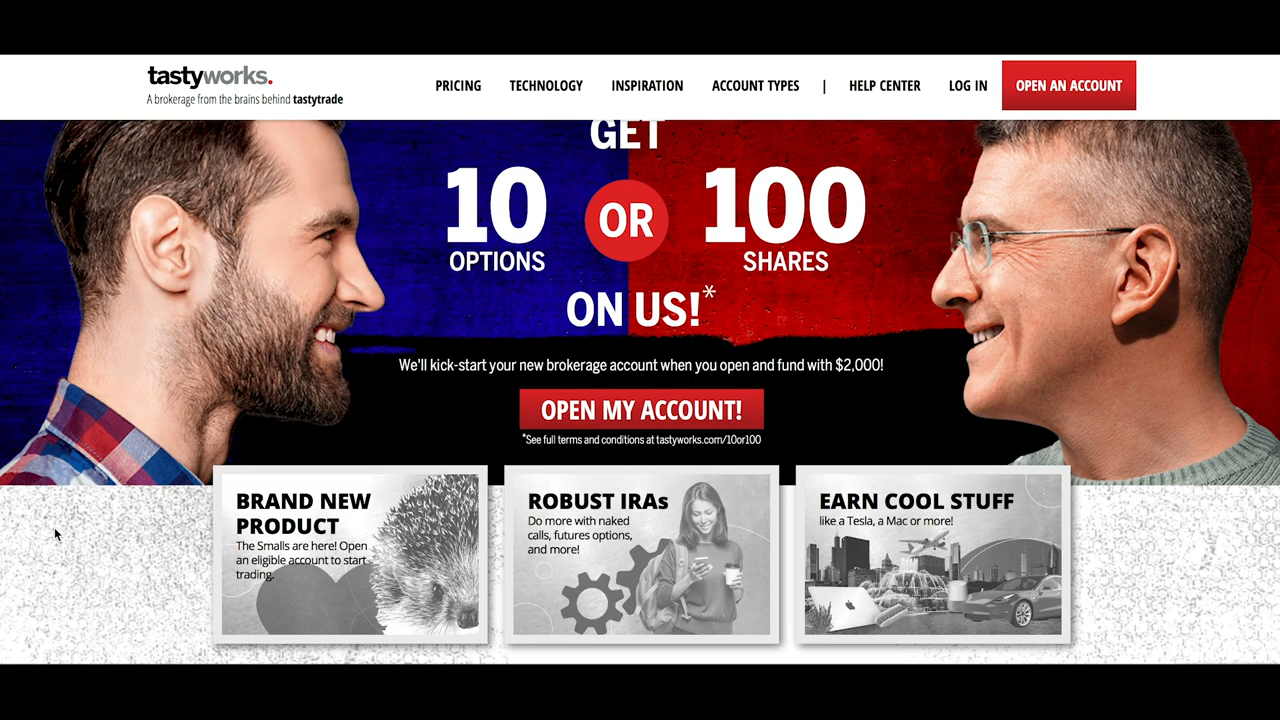 tastyworks.
A brokerage from the brains behind tastytrade
PRICING TECHNOLOGY INSPIRATION ACCOUNT TYPES | HELP CENTER LOG IN OPEN AN ACCOUNT
GET
10 OR 100
OPTIONS SHARES
ON US!*
We'll kick-start your new brokerage account when you open and fund with $2,000!
OPEN MY ACCOUNT!
*See full terms and conditions at tastyworks.com/10or100
BRAND NEW
PRODUCT
The Smalls are here! Open
an eligible account to start
trading.
ROBUST IRAs
Do more with naked
calls, futures options,
and more!
EARN COOL STUFF
like a Tesla, a Mac or more!